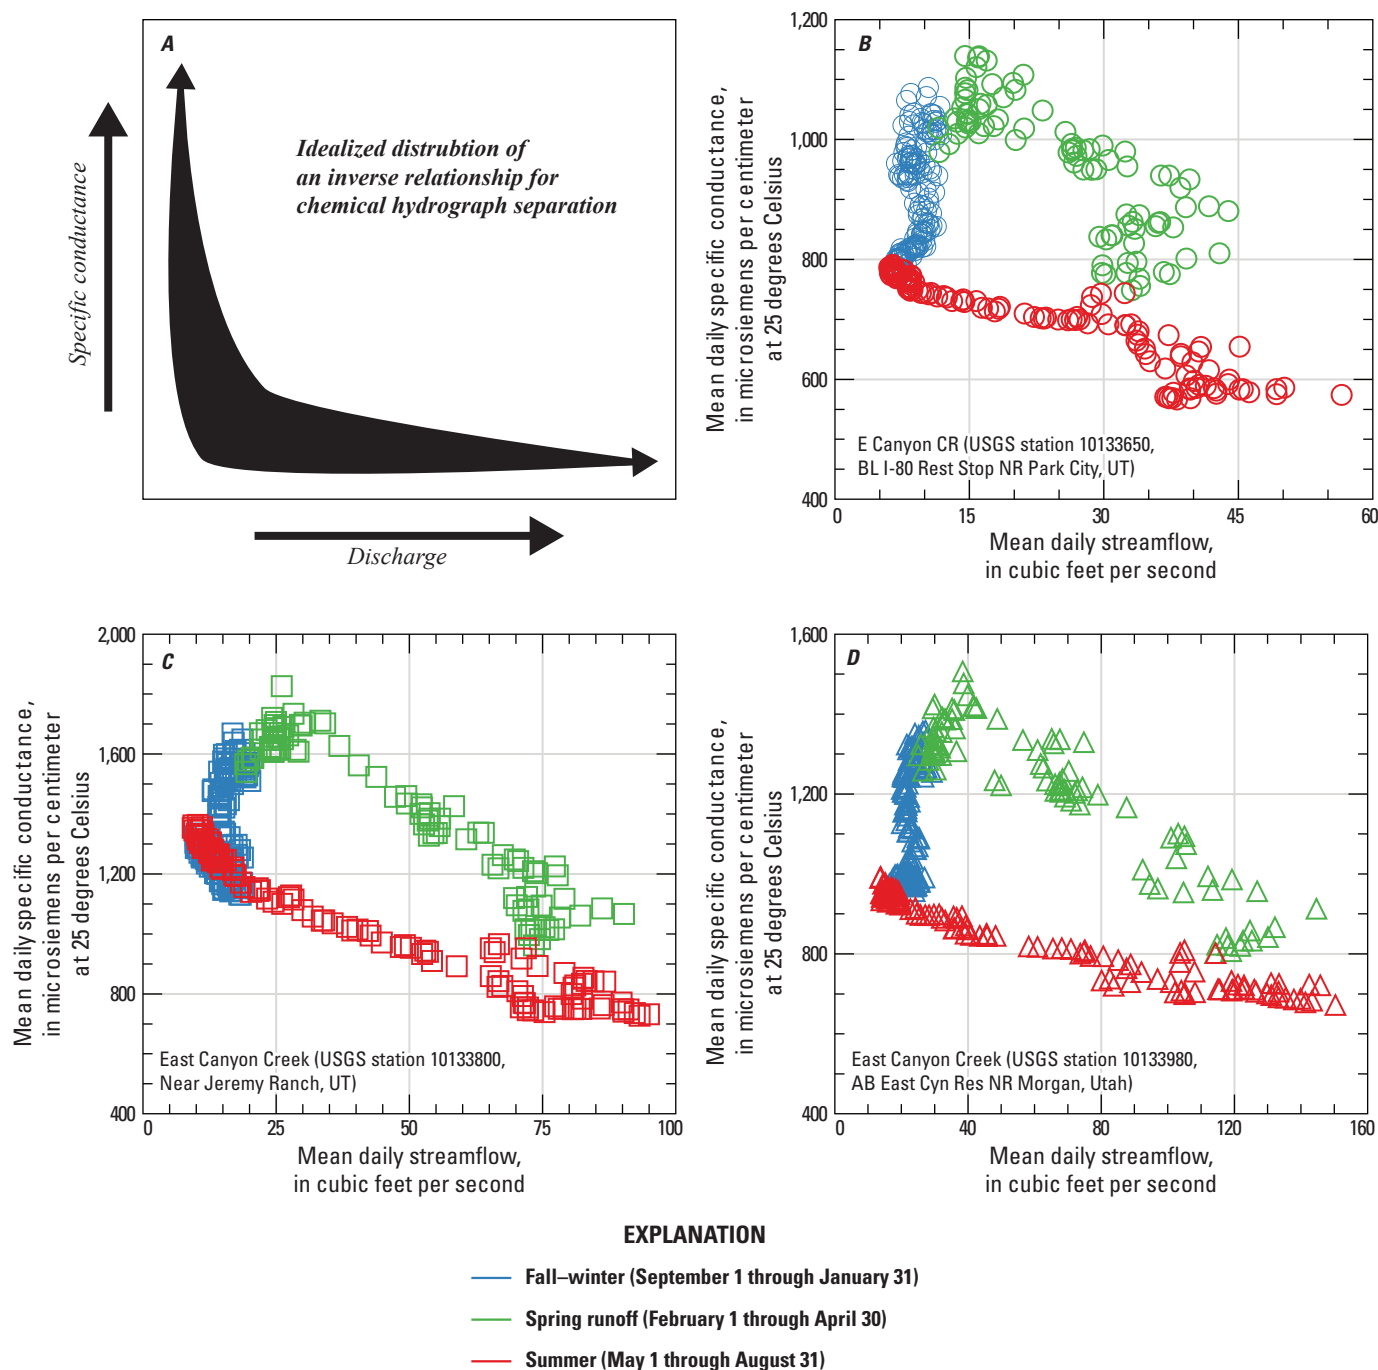 A
Idealized distrubtion of
an inverse relationship for
chemical hydrograph separation
Specific conductance
Discharge
B
1,200
1,000
800
600
400
Mean daily specific conductance,
in microsiemens per centimeter
at 25 degrees Celsius
E Canyon CR (USGS station 10133650,
BL I-80 Rest Stop NR Park City, UT)
0 15 30 45 60
Mean daily streamflow,
in cubic feet per second
C
2,000
1,600
1,200
800
400
Mean daily specific conductance,
in microsiemens per centimeter
at 25 degrees Celsius
East Canyon Creek (USGS station 10133800,
Near Jeremy Ranch, UT)
0 25 50 75 100
Mean daily streamflow,
in cubic feet per second
D
1,600
1,200
800
400
Mean daily specific conductance,
in microsiemens per centimeter
at 25 degrees Celsius
East Canyon Creek (USGS station 10133980,
AB East Cyn Res NR Morgan, Utah)
0 40 80 120 160
Mean daily streamflow,
in cubic feet per second
EXPLANATION
Fall–winter (September 1 through January 31)
Spring runoff (February 1 through April 30)
Summer (May 1 through August 31)